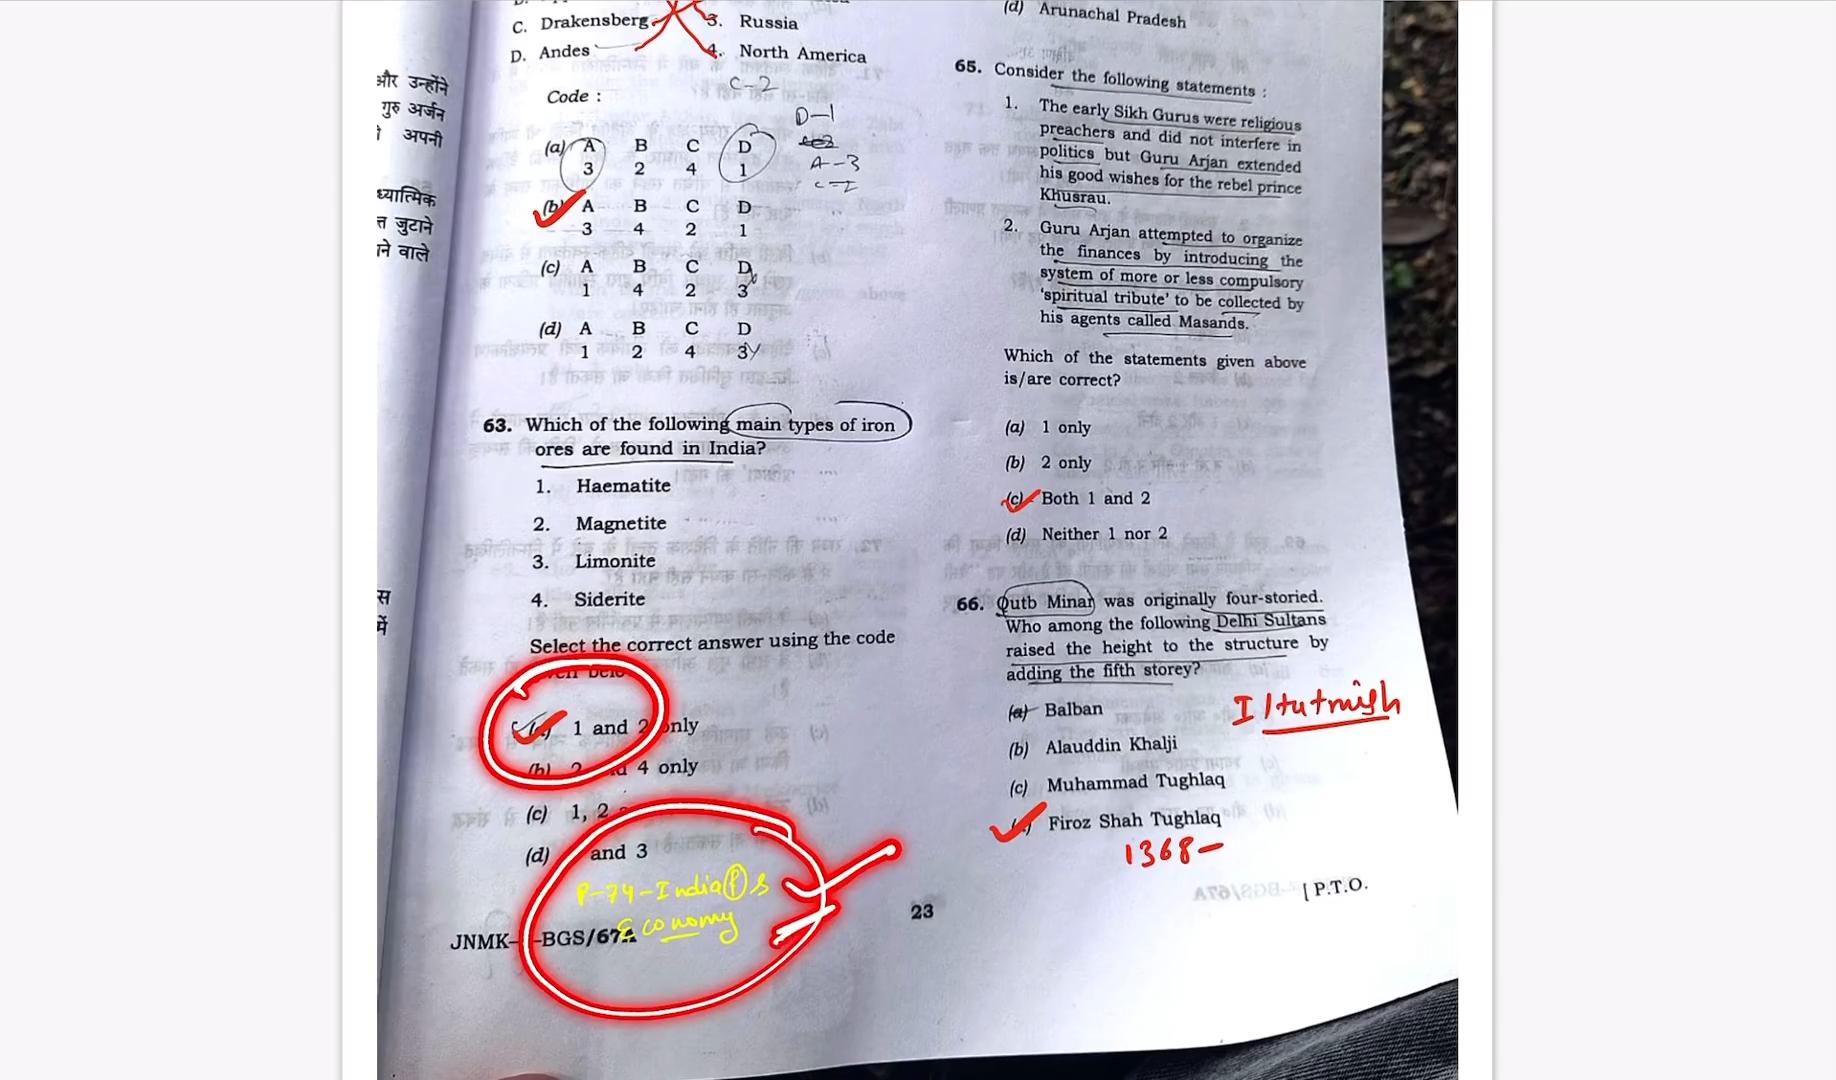 और उन्होंने
गुरु अर्जन
अपनी
ध्यात्मिक
त्त जुटाने
ाने वाले
स
में
C. Drakensberg 3. Russia
D. Andes 4. North America
C-2
Code :
D-1
A-3
(a) A B C D
3 2 4 1
(b) A B C D
3 4 2 1
(c) A B C D
1 4 2 3
(d) A B C D
1 2 4 3
63. Which of the following main types of iron
ores are found in India?
1. Haematite
2. Magnetite
3. Limonite
4. Siderite
Select the correct answer using the code
1 and 2 only
(b) 2 4 only
(c) 1, 2
(d) and 3
P-74-India(P)s
Economy
JNMK- -BGS/67A
23
(d) Arunachal Pradesh
65. Consider the following statements :
1. The early Sikh Gurus were religious
preachers and did not interfere in
politics but Guru Arjan extended
his good wishes for the rebel prince
Khusrau.
2. Guru Arjan attempted to organize
the finances by introducing the
system of more or less compulsory
'spiritual tribute' to be collected by
his agents called Masands.
Which of the statements given above
is/are correct?
(a) 1 only
(b) 2 only
(c) Both 1 and 2
(d) Neither 1 nor 2
66. Qutb Minar was originally four-storied.
Who among the following Delhi Sultans
raised the height to the structure by
adding the fifth storey?
(a) Balban
Iltutmish
(b) Alauddin Khalji
(c) Muhammad Tughlaq
Firoz Shah Tughlaq
1368-
[ P.T.O.